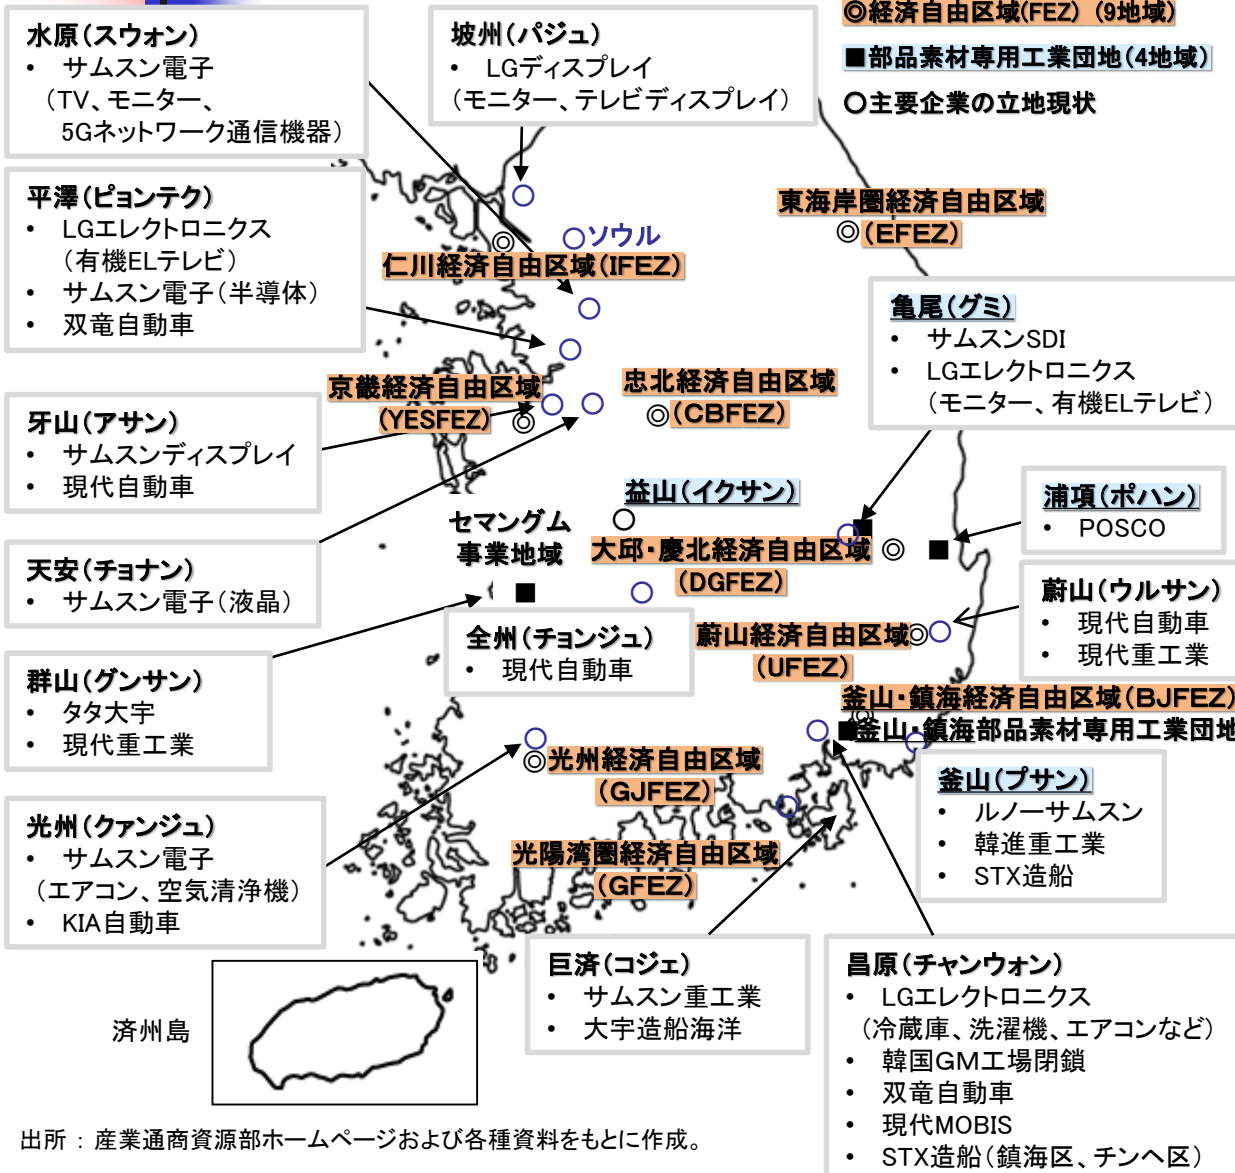 ◎経済自由区域(FEZ)（9地域）
■部品素材専用工業団地(4地域)
○主要企業の立地現状
水原(スウォン)
• サムスン電子
（TV、モニター、
5Gネットワーク通信機器）
坡州(パジュ)
• LGディスプレイ
（モニター、テレビディスプレイ）
平澤(ピョンテク)
• LGエレクトロニクス
（有機ELテレビ）
• サムスン電子(半導体)
• 双竜自動車
東海岸圏経済自由区域
◎(EFEZ)
◎
○ソウル
仁川経済自由区域(IFEZ)
亀尾(グミ)
• サムスンSDI
• LGエレクトロニクス
（モニター、有機ELテレビ）
京畿経済自由区域
(YESFEZ)
◎
忠北経済自由区域
◎(CBFEZ)
牙山(アサン)
• サムスンディスプレイ
• 現代自動車
益山(イクサン)
浦項(ポハン)
• POSCO
セマングム
事業地域
大邱・慶北経済自由区域
(DGFEZ)
◎
天安(チョナン)
• サムスン電子(液晶)
蔚山(ウルサン)
• 現代自動車
• 現代重工業
全州(チョンジュ)
• 現代自動車
蔚山経済自由区域◎
(UFEZ)
群山(グンサン)
• タタ大宇
• 現代重工業
釜山・鎮海経済自由区域(BJFEZ)
◎
■釜山・鎮海部品素材専用工業団地
◎光州経済自由区域
(GJFEZ)
釜山(プサン)
• ルノーサムスン
• 韓進重工業
• STX造船
光州(クァンジュ)
• サムスン電子
（エアコン、空気清浄機）
• KIA自動車
光陽湾圏経済自由区域
(GFEZ)
巨済(コジェ)
• サムスン重工業
• 大宇造船海洋
昌原(チャンウォン)
• LGエレクトロニクス
（冷蔵庫、洗濯機、エアコンなど）
• 韓国GM工場閉鎖
• 双竜自動車
• 現代MOBIS
• STX造船(鎮海区、チンヘ区)
済州島
出所：産業通商資源部ホームページおよび各種資料をもとに作成。